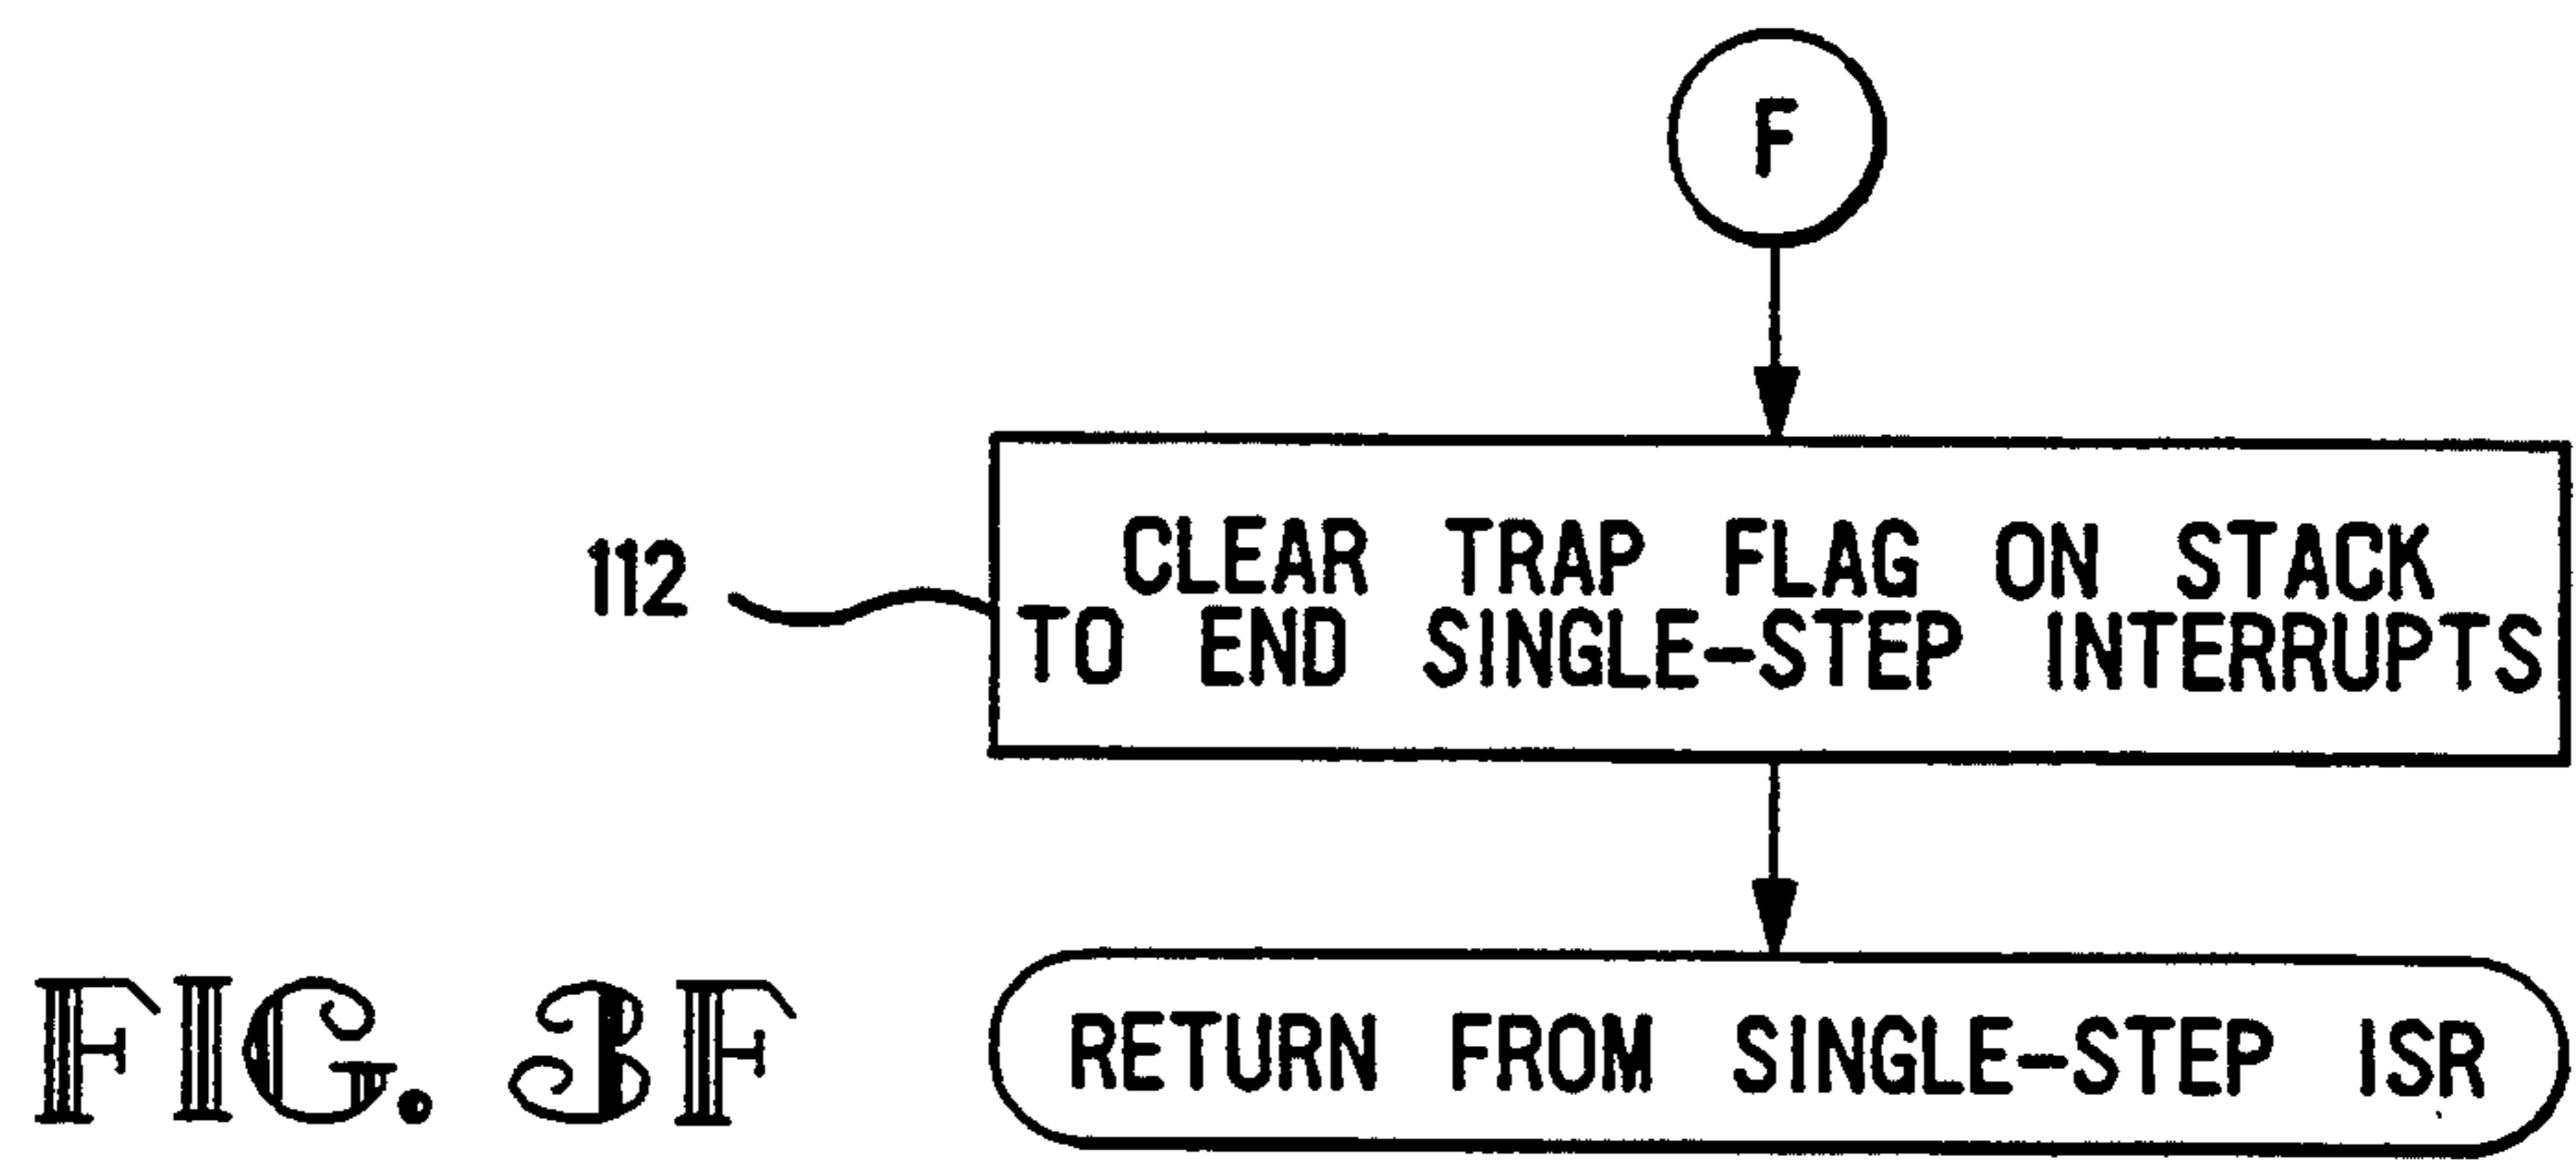 F
112
CLEAR TRAP FLAG ON STACK
TO END SINGLE-STEP INTERRUPTS
RETURN FROM SINGLE-STEP ISR
FIG. 3F